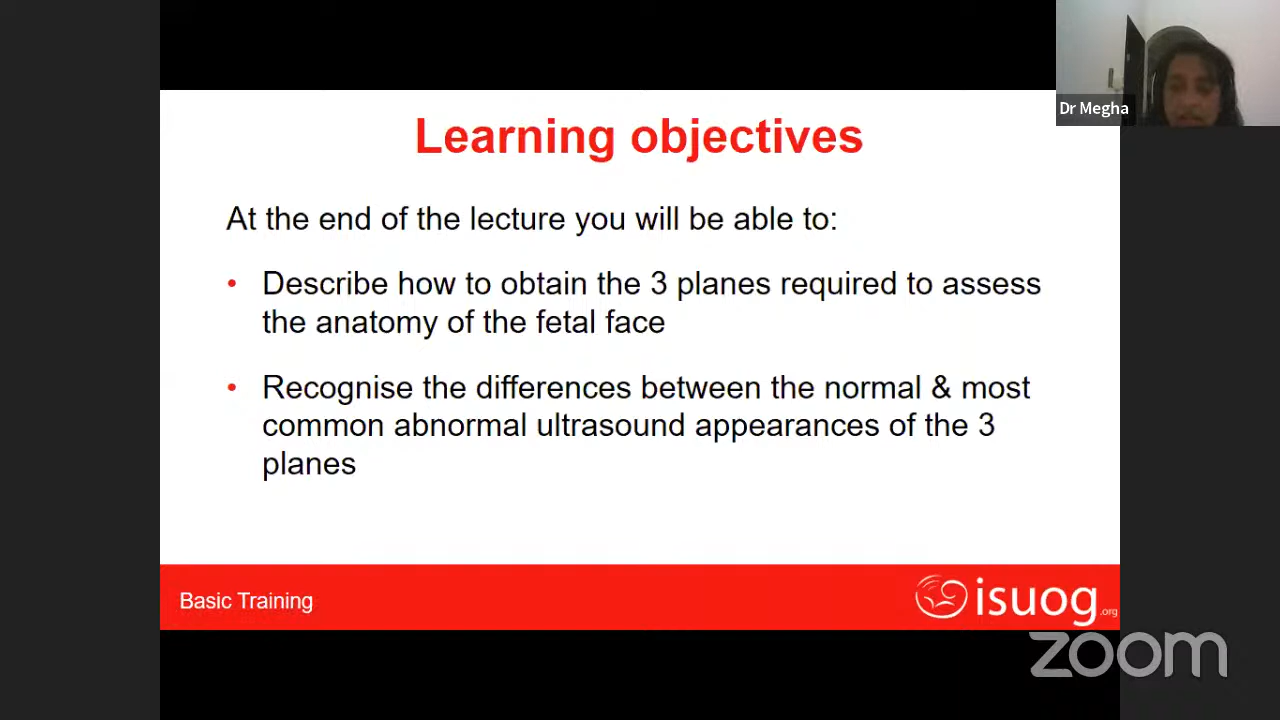 Dr Megha
Learning objectives
At the end of the lecture you will be able to:
• Describe how to obtain the 3 planes required to assess
the anatomy of the fetal face
• Recognise the differences between the normal & most
common abnormal ultrasound appearances of the 3
planes
Basic Training
isuog.org
zoom